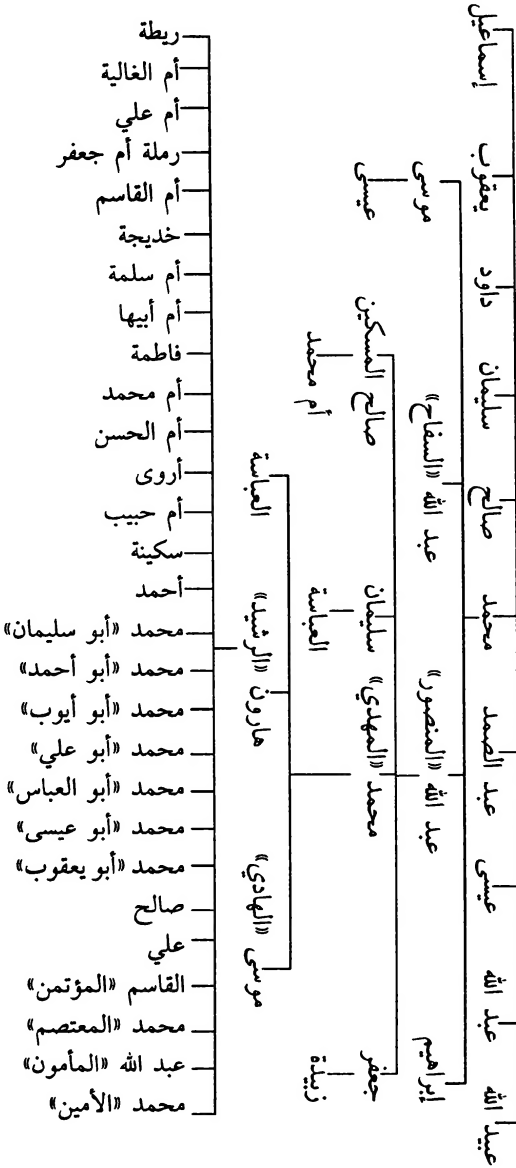 إسماعيل
يعقوب
داود
سليمان
صالح
محمد
عبد الصمد
عيسى
عبد الله
عبيد الله
موسى
عبد الله «السفاح»
عبد الله «المنصور»
إبراهيم
عيسى
صالح المسكين
سليمان
محمد «المهدي»
جعفر
أم محمد
العباسة
زبيدة
العباسة
هارون «الرشيد»
موسى «الهادي»
ريطة
أم الغالية
أم علي
رملة أم جعفر
أم القاسم
خديجة
أم سلمة
أم أبيها
فاطمة
أم محمد
أم الحسن
أروى
أم حبيب
سكينة
أحمد
محمد «أبو سليمان»
محمد «أبو أحمد»
محمد «أبو أيوب»
محمد «أبو علي»
محمد «أبو العباس»
محمد «أبو عيسى»
محمد «أبو يعقوب»
صالح
علي
القاسم «المؤتمن»
محمد «المعتصم»
عبد الله «المأمون»
محمد «الأمين»